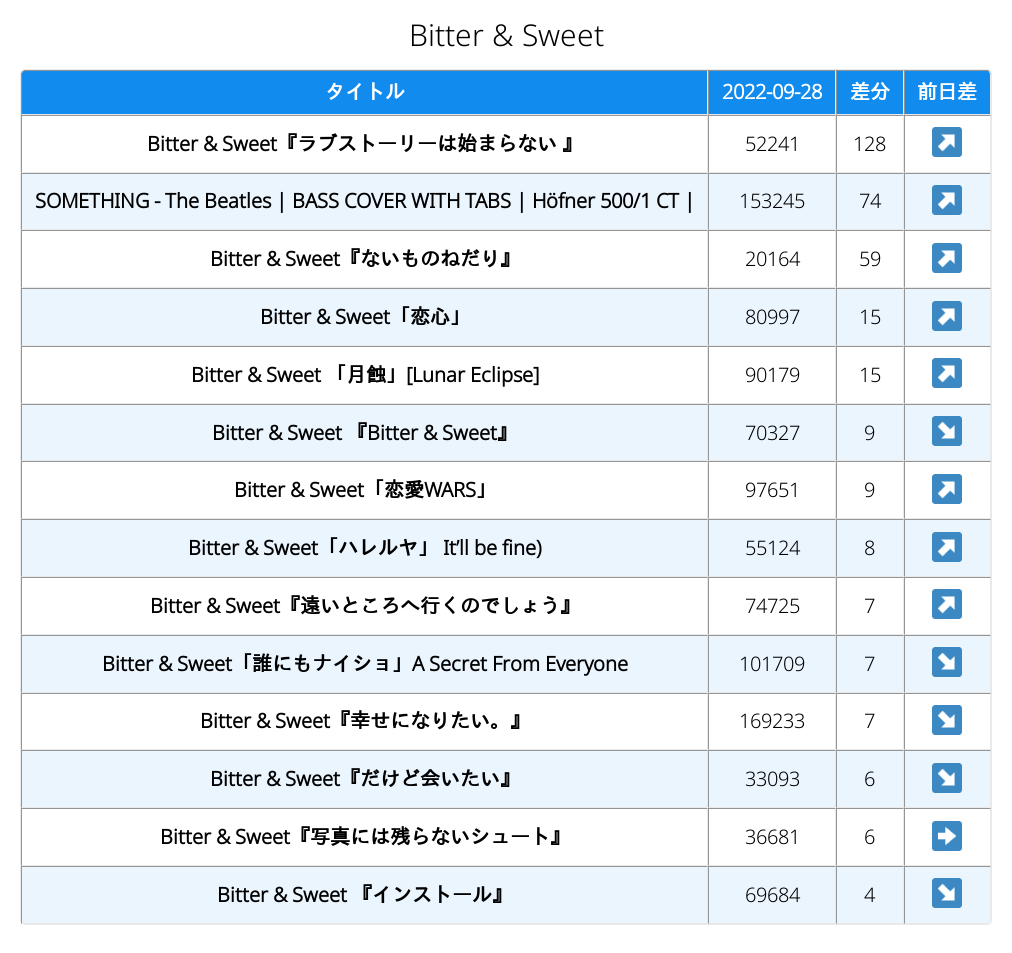 Bitter & Sweet
タイトル 2022-09-28 差分 前日差
Bitter & Sweet『ラブストーリーは始まらない 』 52241 128 ↗
SOMETHING - The Beatles | BASS COVER WITH TABS | Höfner 500/1 CT | 153245 74 ↗
Bitter & Sweet『ないものねだり』 20164 59 ↗
Bitter & Sweet「恋心」 80997 15 ↗
Bitter & Sweet 「月蝕」[Lunar Eclipse] 90179 15 ↗
Bitter & Sweet 『Bitter & Sweet』 70327 9 ↘
Bitter & Sweet「恋愛WARS」 97651 9 ↗
Bitter & Sweet「ハレルヤ」 It’ll be fine) 55124 8 ↗
Bitter & Sweet『遠いところへ行くのでしょう』 74725 7 ↗
Bitter & Sweet「誰にもナイショ」A Secret From Everyone 101709 7 ↘
Bitter & Sweet『幸せになりたい。』 169233 7 ↘
Bitter & Sweet『だけど会いたい』 33093 6 ↘
Bitter & Sweet『写真には残らないシュート』 36681 6 ➡
Bitter & Sweet 『インストール』 69684 4 ↘